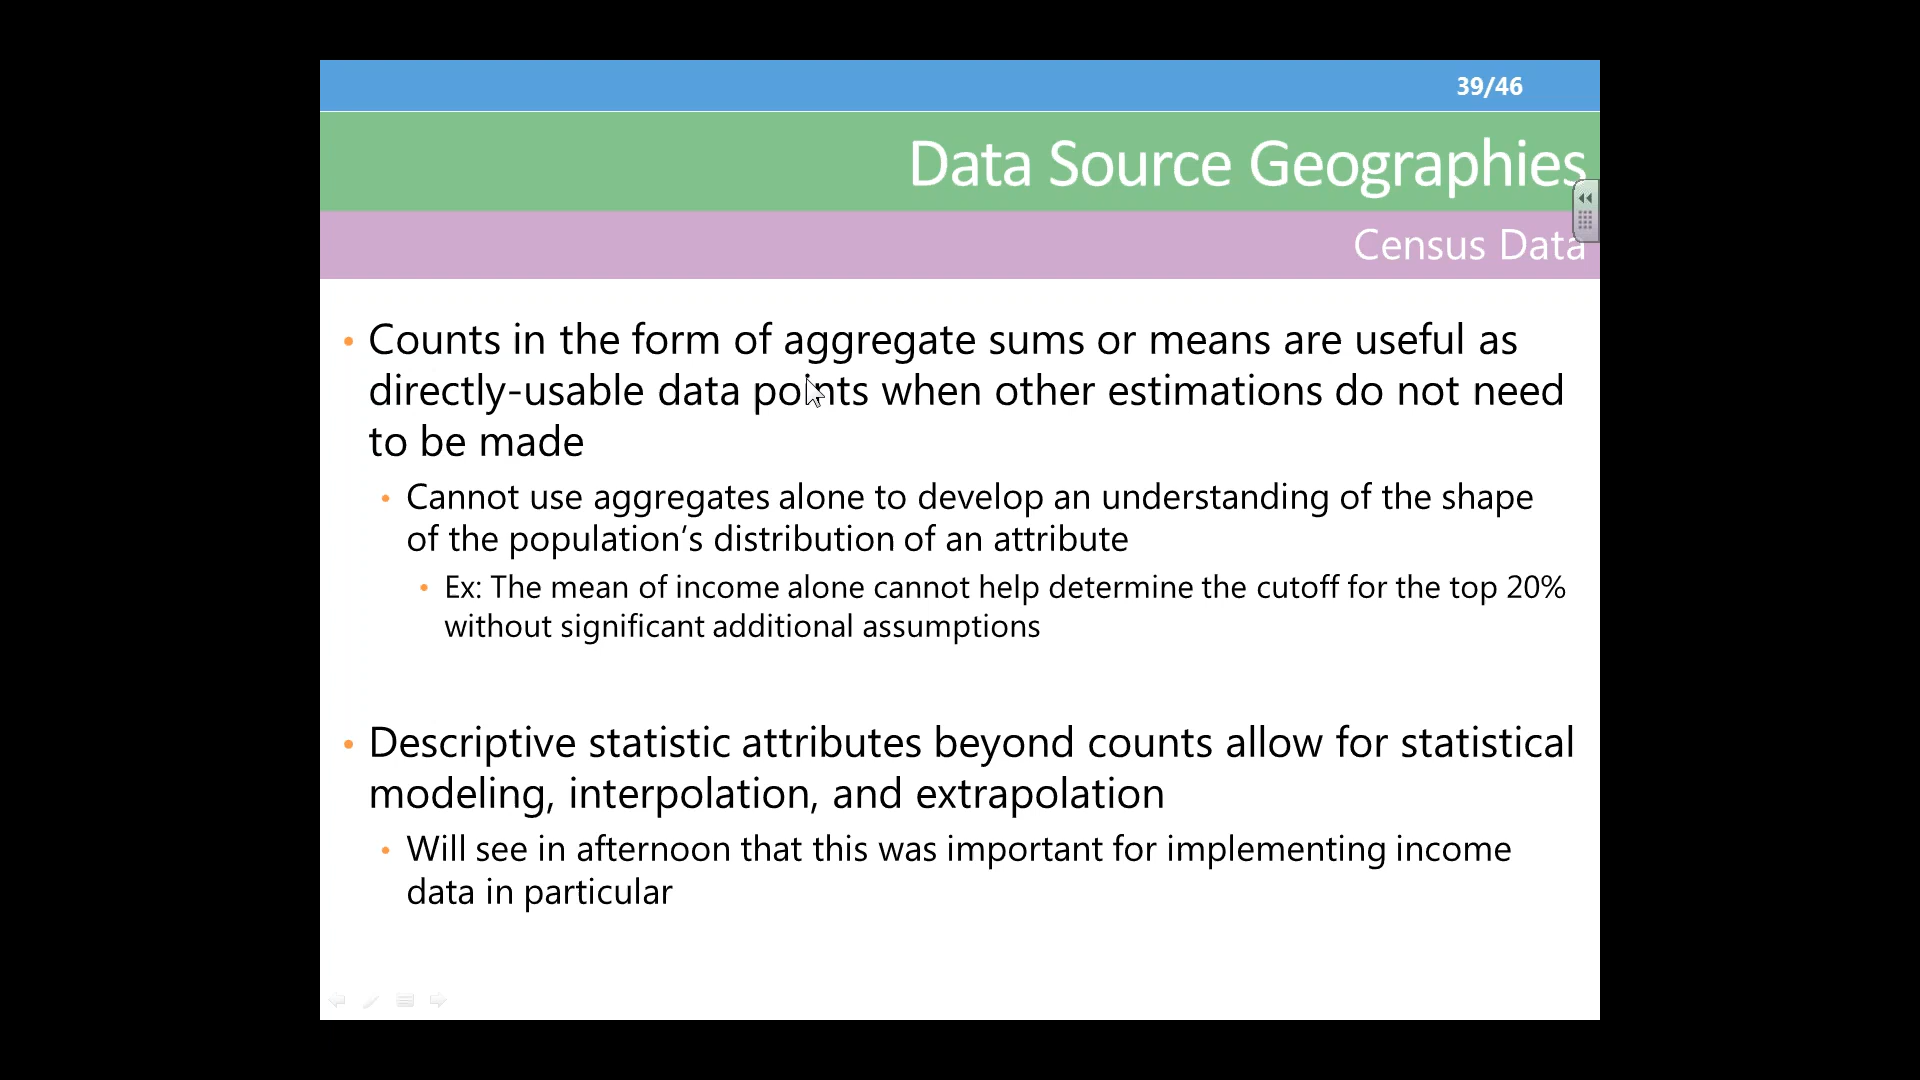 39/46
Data Source Geographies
Census Data
• Counts in the form of aggregate sums or means are useful as
directly-usable data points when other estimations do not need
to be made
• Cannot use aggregates alone to develop an understanding of the shape
of the population’s distribution of an attribute
• Ex: The mean of income alone cannot help determine the cutoff for the top 20%
without significant additional assumptions
• Descriptive statistic attributes beyond counts allow for statistical
modeling, interpolation, and extrapolation
• Will see in afternoon that this was important for implementing income
data in particular